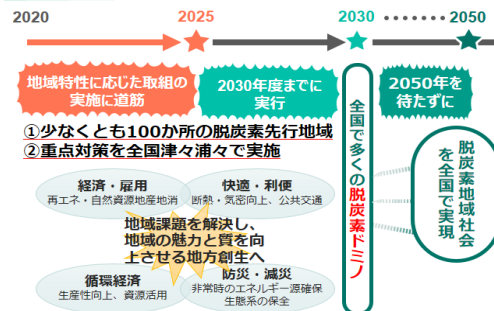 2020 2025 2030 2050
地域特性に応じた取組の
実施に道筋
2030年度までに
実行
2050年を
待たずに
①少なくとも100か所の脱炭素先行地域
②重点対策を全国津々浦々で実施
経済・雇用
再エネ・自然資源地産地消
快適・利便
断熱・気密向上、公共交通
地域課題を解決し、
地域の魅力と質を向
上させる地方創生へ
循環経済
生産性向上、資源活用
防災・減災
非常時のエネルギー源確保
生態系の保全
全国で多くの脱炭素ドミノ
脱炭素地域社会
を全国で実現